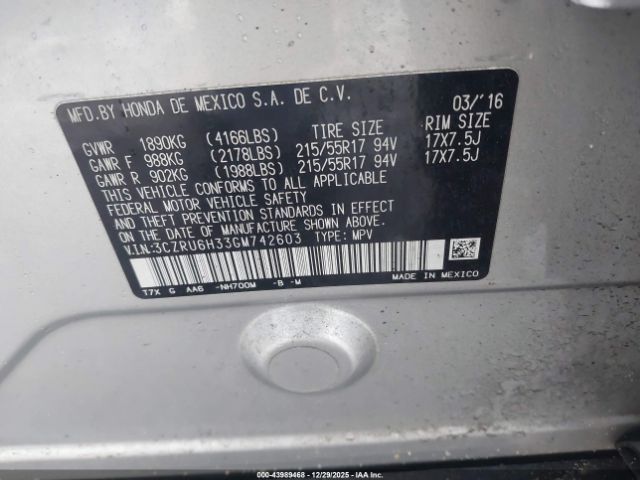 MFD.BY HONDA DE MEXICO S.A. DE C.V. 03/'16
GVWR 1890KG (4166LBS) TIRE SIZE RIM SIZE
GAWR F 988KG (2178LBS) 215/55R17 94V 17X7.5J
GAWR R 902KG (1988LBS) 215/55R17 94V 17X7.5J
THIS VEHICLE CONFORMS TO ALL APPLICABLE
FEDERAL MOTOR VEHICLE SAFETY
AND THEFT PREVENTION STANDARDS IN EFFECT
ON THE DATE OF MANUFACTURE SHOWN ABOVE.
VIN:3CZRU6H33GM742603 TYPE: MPV
T7X G AA6 -NH700M -B -M MADE IN MEXICO
© IAA 43989468 - 12/29/2025 - IAAI.COM